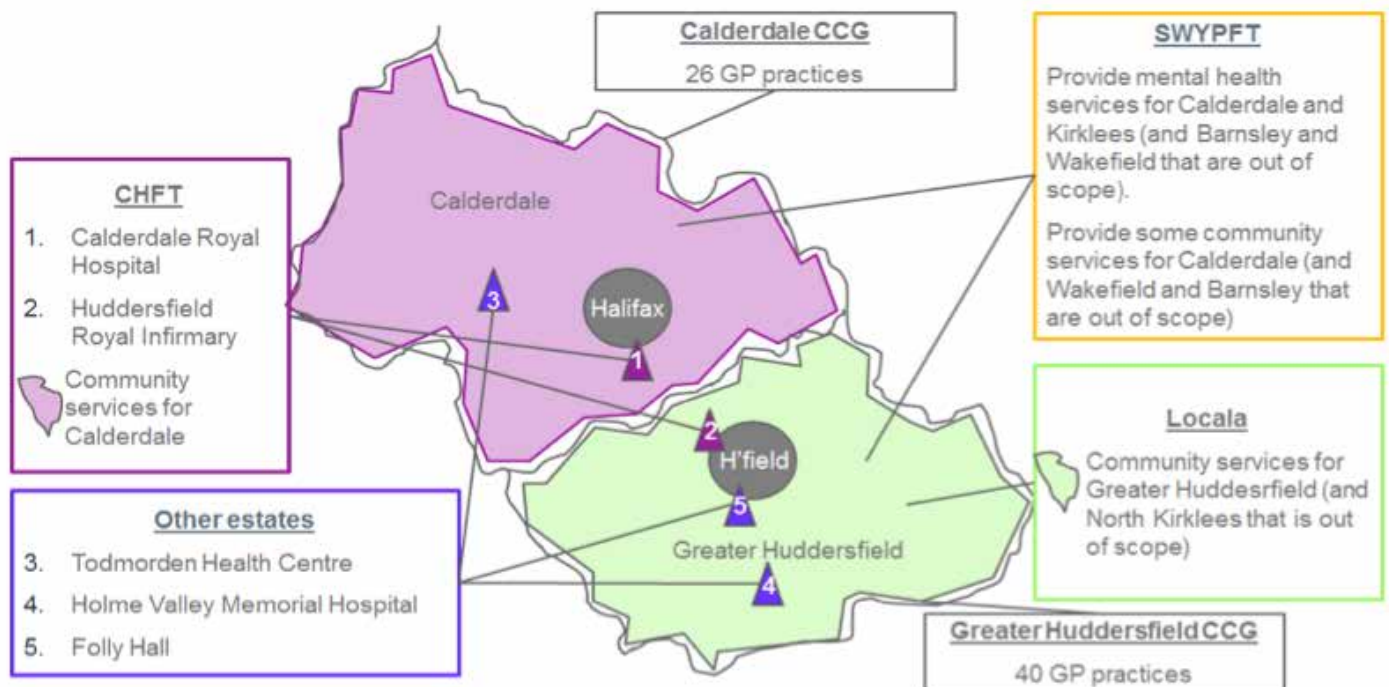 Calderdale CCG
26 GP practices
SWYPFT
Provide mental health
services for Calderdale and
Kirklees (and Barnsley and
Wakefield that are out of
scope).
Provide some community
services for Calderdale (and
Wakefield and Barnsley that
are out of scope)
CHFT
1. Calderdale Royal
Hospital
2. Huddersfield
Royal Infirmary
Community
services for
Calderdale
Calderdale
3
Halifax
1
2
H'field
5
Greater Huddersfield
4
Locala
Community services for
Greater Huddesrfield (and
North Kirklees that is out
of scope)
Other estates
3. Todmorden Health Centre
4. Holme Valley Memorial Hospital
5. Folly Hall
Greater Huddersfield CCG
40 GP practices